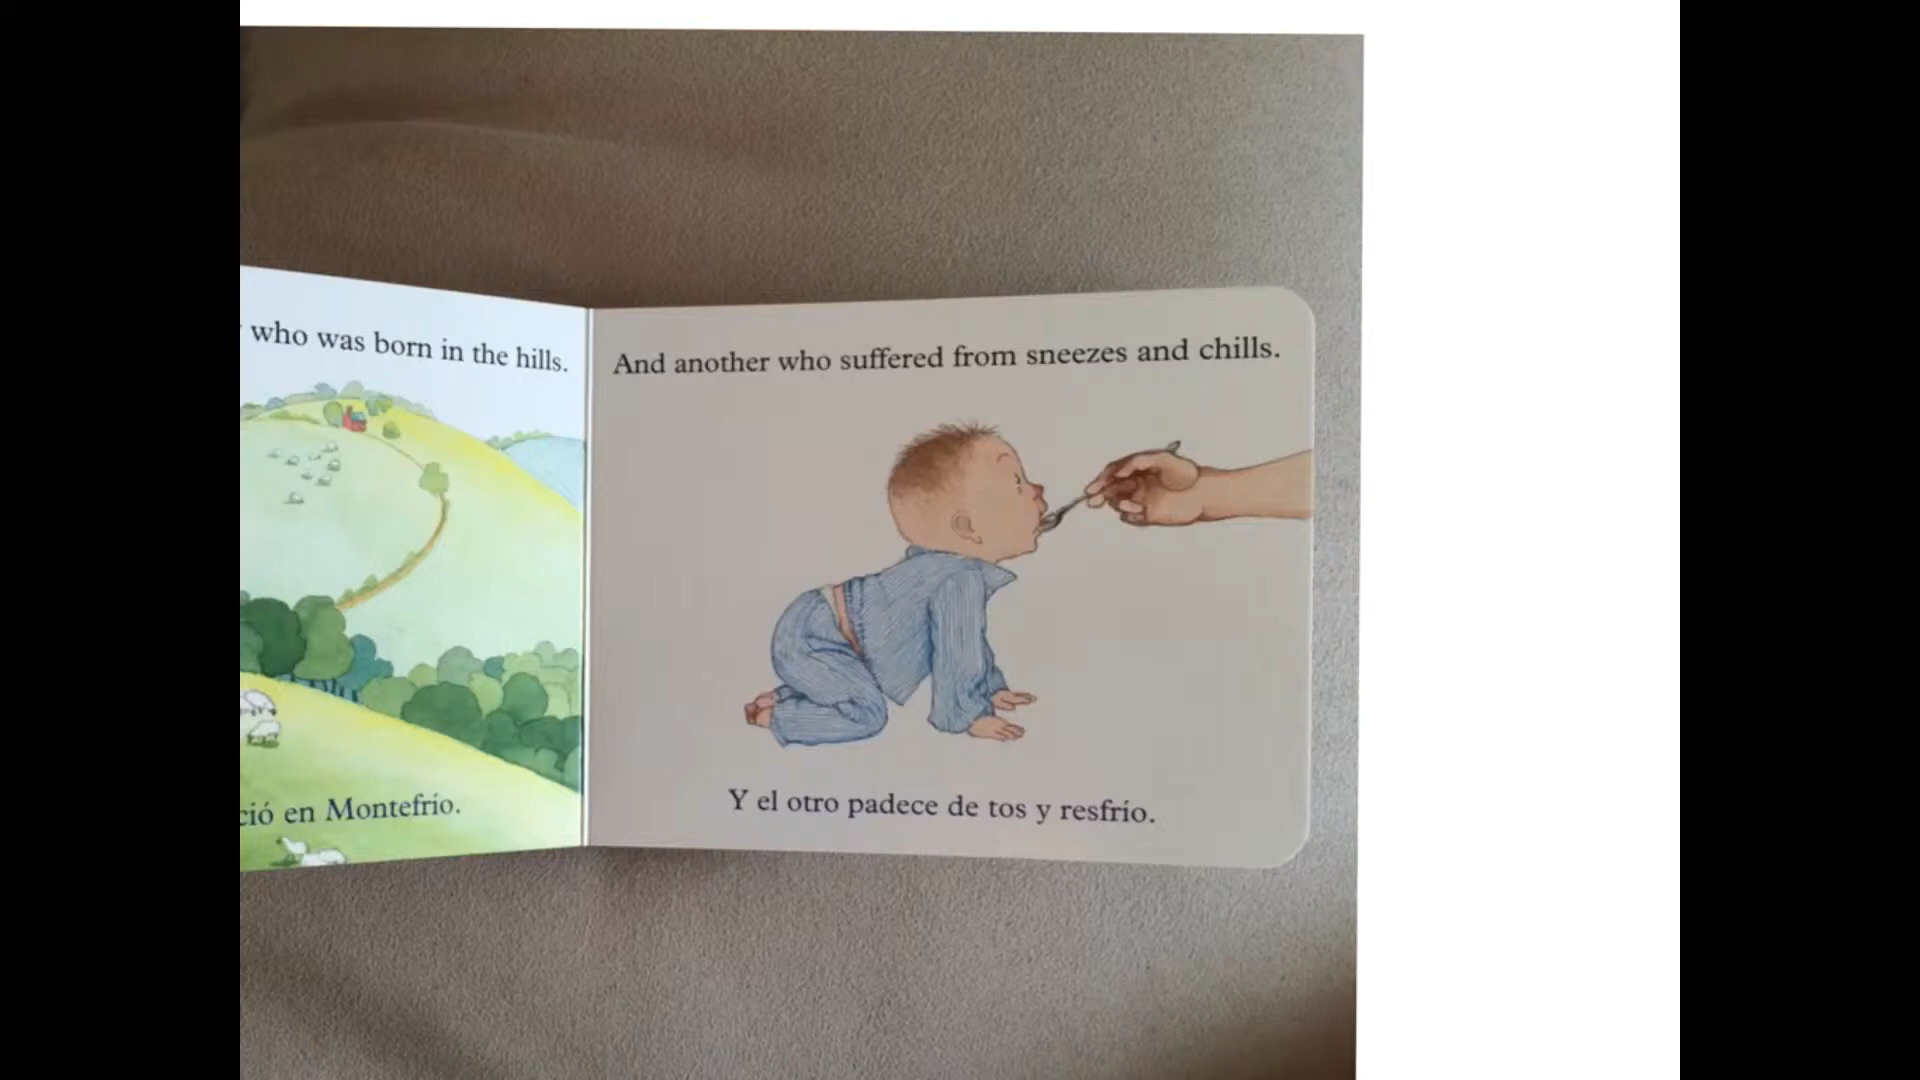 who was born in the hills.
ció en Montefrío.
And another who suffered from sneezes and chills.
Y el otro padece de tos y resfrío.